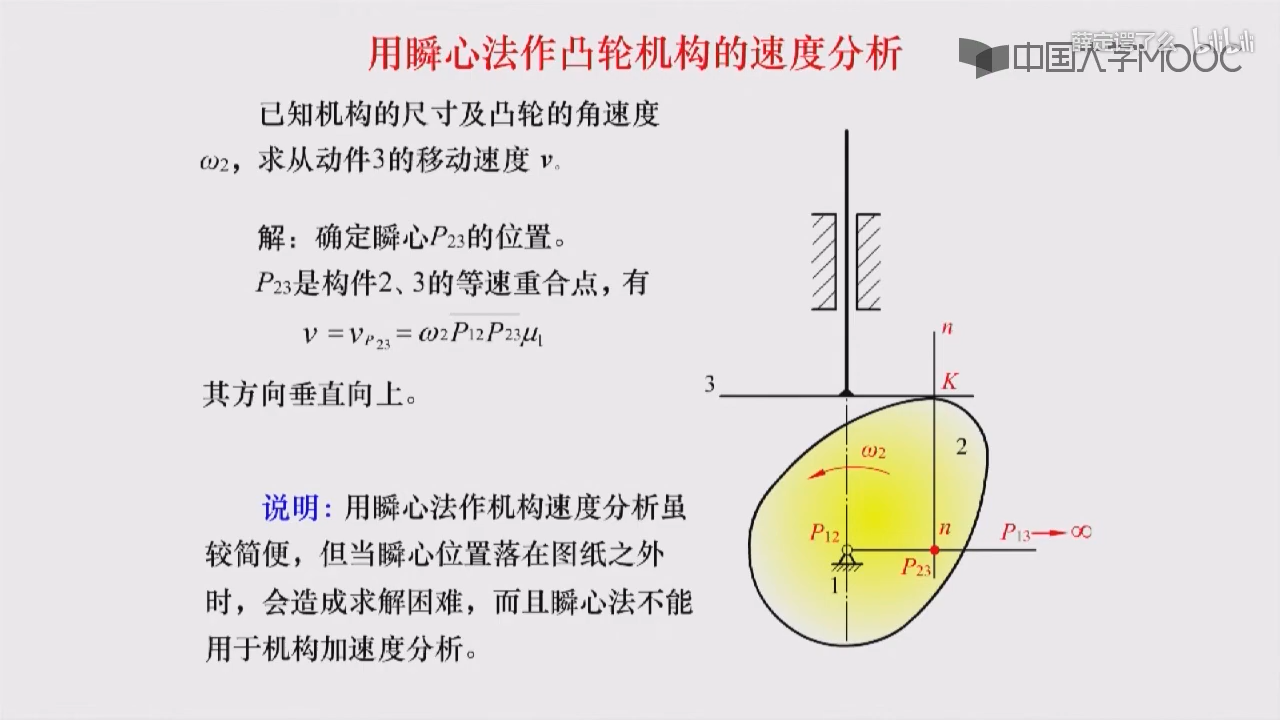 用瞬心法作凸轮机构的速度分析
薛定谔了么 bilibili
中国大学MOOC
已知机构的尺寸及凸轮的角速度
ω2，求从动件3的移动速度 v。
解：确定瞬心P23的位置。
P23是构件2、3的等速重合点，有
v = vP23 = ω2P12P23μl
其方向垂直向上。
说明：用瞬心法作机构速度分析虽
较简便，但当瞬心位置落在图纸之外
时，会造成求解困难，而且瞬心法不能
用于机构加速度分析。
n
3
K
2
ω2
P12
n
P13
∞
P23
1